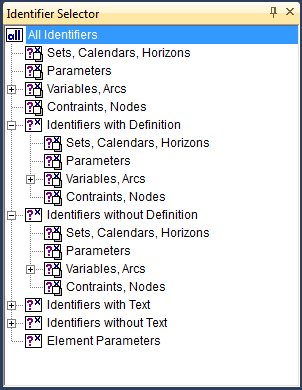 Identifier Selector
all All Identifiers
Sets, Calendars, Horizons
Parameters
Variables, Arcs
Contraints, Nodes
Identifiers with Definition
Sets, Calendars, Horizons
Parameters
Variables, Arcs
Contraints, Nodes
Identifiers without Definition
Sets, Calendars, Horizons
Parameters
Variables, Arcs
Contraints, Nodes
Identifiers with Text
Identifiers without Text
Element Parameters